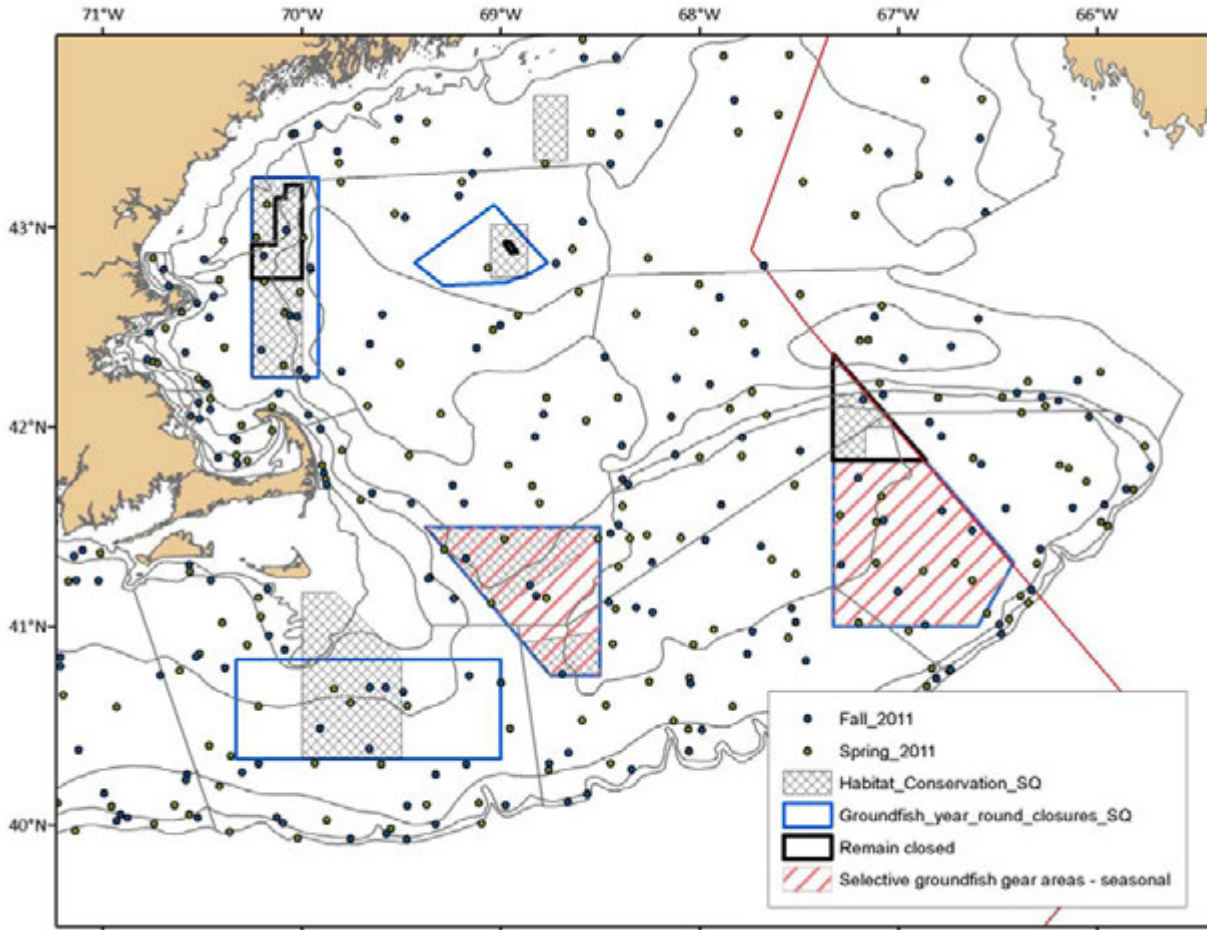 71°W 70°W 69°W 68°W 67°W 66°W
43°N
42°N
41°N
40°N
Fall_2011
Spring_2011
Habitat_Conservation_SQ
Groundfish_year_round_closures_SQ
Remain closed
Selective groundfish gear areas - seasonal